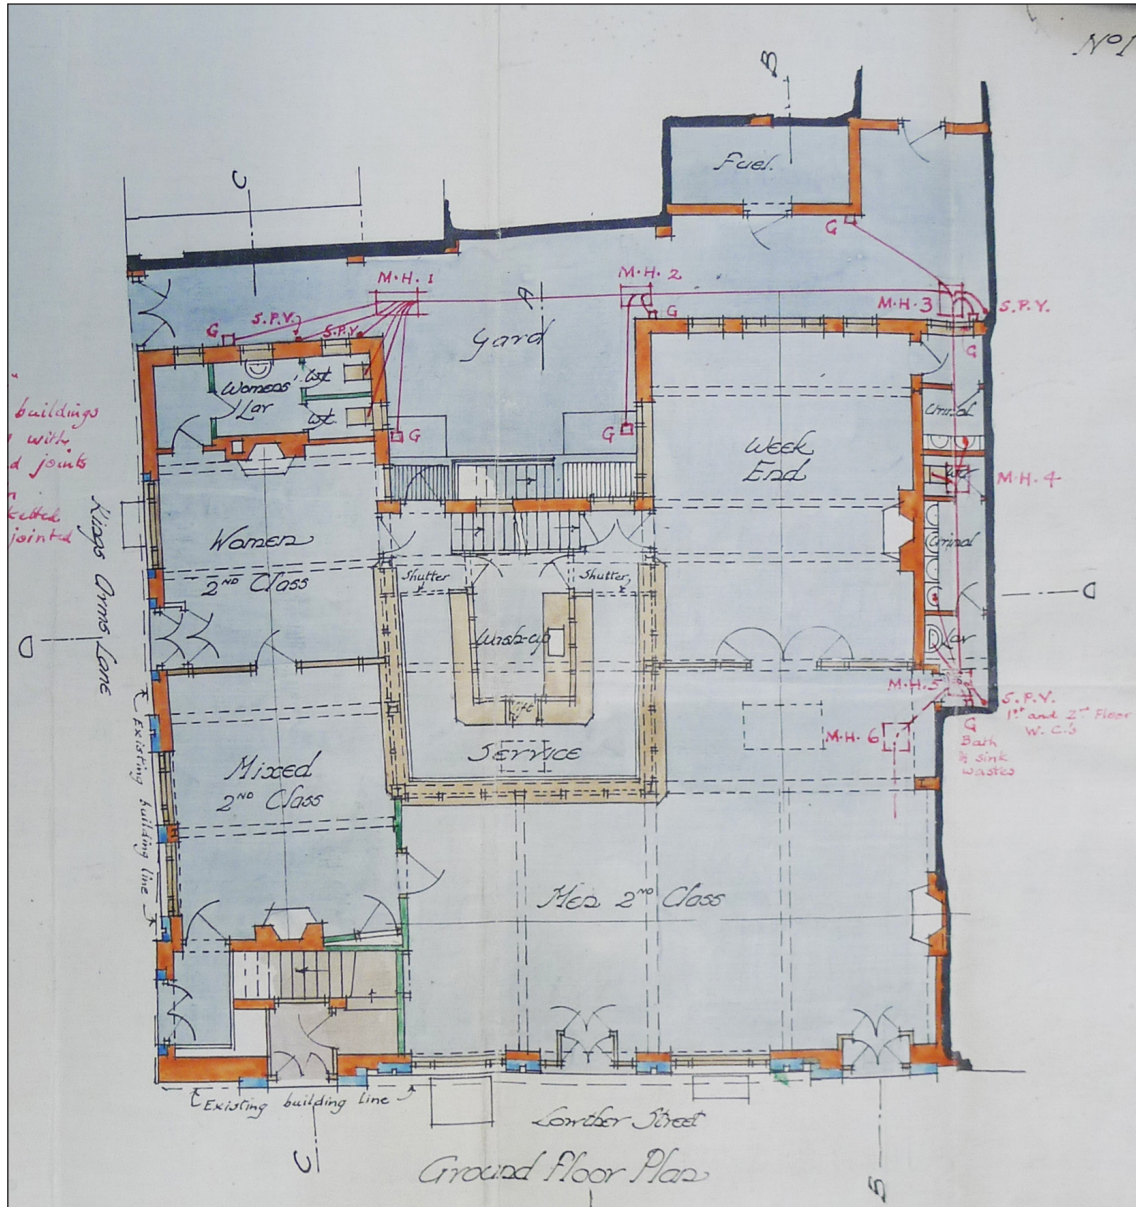 Nº1
B
Fuel.
C
G
M.H. 1
M.H. 2
M.H. 3
S.P.V.
A
S.P.V.
S.P.V.
G
G
G
Yard
Womens'
Lav
W.C.
W.C.
Urinal
buildings
with
d joints
jointed
G
G
Week
End
W.C.
M.H. 4
Kings Arms Lane
Women
2ND Class
Urinal
Shutter
Shutter
D
D
Wash-up
Lav
M.H. 5
S.P.V.
1st and 2nd Floor
W.C.'s
G
Bath
& sink
wastes
Lift
M.H. 6
SERVICE
Existing building line
Mixed
2ND Class
Men 2ND Class
Existing building line
Lowther Street
C
B
Ground Floor Plan